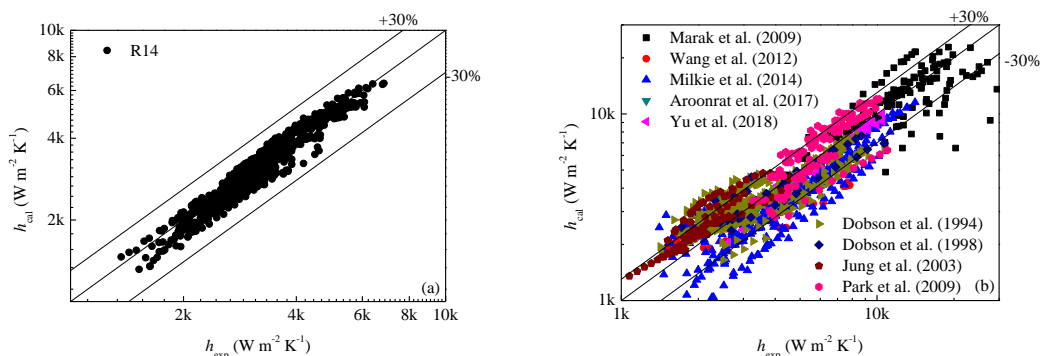 +30%
10k
8k
6k
4k
2k
R14
-30%
(a)
2k
4k
6k
8k
10k
h_cal (W m⁻² K⁻¹)
h_exp (W m⁻² K⁻¹)
+30%
-30%
Marak et al. (2009)
Wang et al. (2012)
Milkie et al. (2014)
Aroonrat et al. (2017)
Yu et al. (2018)
10k
1k
Dobson et al. (1994)
Dobson et al. (1998)
Jung et al. (2003)
Park et al. (2009)
(b)
1k
10k
h_cal (W m⁻² K⁻¹)
h_exp (W m⁻² K⁻¹)